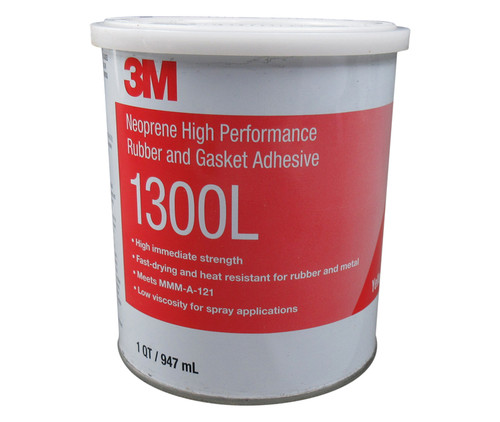 3M
Neoprene High Performance
Rubber and Gasket Adhesive
1300L
• High immediate strength
• Fast-drying and heat resistant for rubber and metal
• Meets MMM-A-121
• Low viscosity for spray applications
1 QT / 947 mL